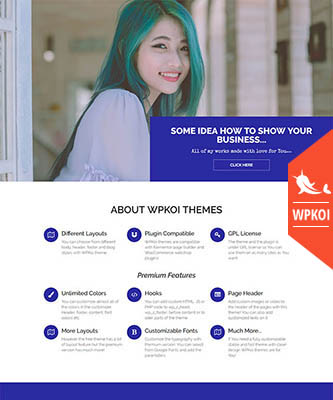 SOME IDEA HOW TO SHOW YOUR
BUSINESS...
All of my works made with love for You....
CLICK HERE
WPKOI
ABOUT WPKOI THEMES
Different Layouts
You can choose from different
body, header, footer and blog
styles with WPKoi theme.
Plugin Compatible
WPKoi themes are compatible
with Elementor page builder and
WooCommerce webshop
plugins!
GPL License
The theme and the plugin is
under GPL license so You can
use them on as many sites as You
want!
Premium Features
Unlimited Colors
You can customize almost all of
the colors in the customizer.
Header, footer, content, first
colors etc.
Hooks
You can add custom HTML, JS or
PHP code to wp_head,
wp_footer, before content or to
other parts of the theme.
Page Header
Add custom images or video to
the header of the pages with this
theme! You can also add
customized texts on it.
More Layouts
However the free theme has a lot
of layout feature but the premium
version has much more!
Customizable Fonts
Customize the typography with
Premium version. You can select
from Google Fonts and add the
parameters.
Much More...
If You need a fully customizable
stable and fast theme with clean
design WPKoi themes are for
You!